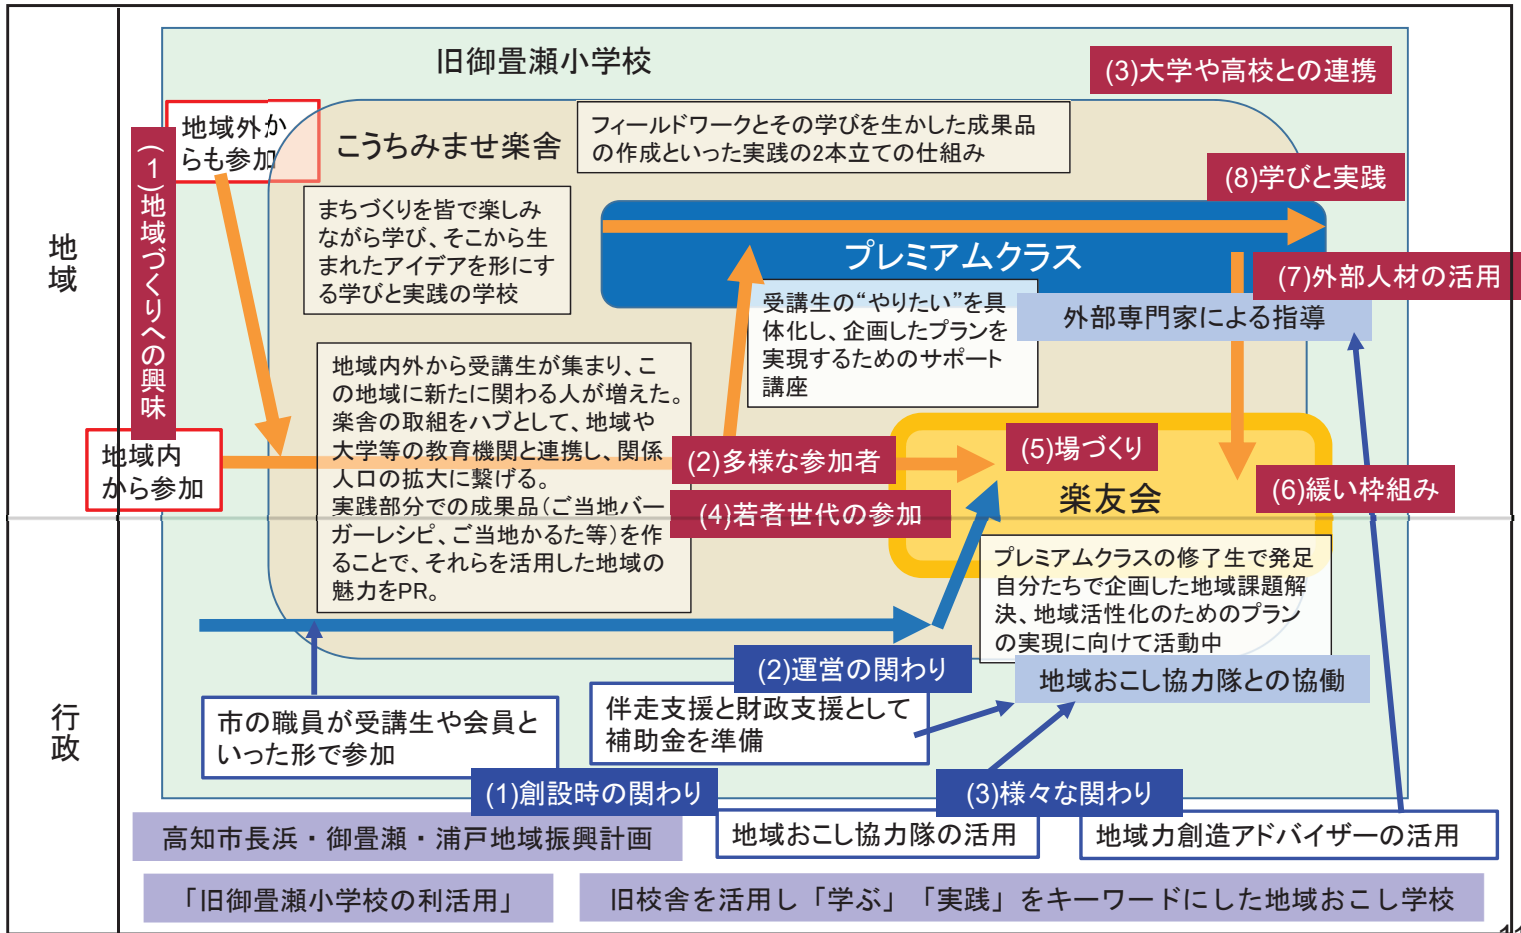 旧御畳瀬小学校
(3)大学や高校との連携
地域外か
らも参加
こうちみませ楽舎
フィールドワークとその学びを生かした成果品
の作成といった実践の2本立ての仕組み
(1)地域づくりへの興味
(8)学びと実践
まちづくりを皆で楽しみ
ながら学び、そこから生
まれたアイデアを形にす
る学びと実践の学校
地域
プレミアムクラス
(7)外部人材の活用
受講生の“やりたい”を具
体化し、企画したプランを
実現するためのサポート
講座
外部専門家による指導
地域内外から受講生が集まり、こ
の地域に新たに関わる人が増えた。
楽舎の取組をハブとして、地域や
大学等の教育機関と連携し、関係
人口の拡大に繋げる。
実践部分での成果品(ご当地バー
ガーレシピ、ご当地かるた等)を作
ることで、それらを活用した地域の
魅力をPR。
地域内
から参加
(2)多様な参加者
(5)場づくり
(4)若者世代の参加
楽友会
(6)緩い枠組み
プレミアムクラスの修了生で発足
自分たちで企画した地域課題解
決、地域活性化のためのプラン
の実現に向けて活動中
行政
(2)運営の関わり
地域おこし協力隊との協働
市の職員が受講生や会員と
いった形で参加
伴走支援と財政支援として
補助金を準備
(1)創設時の関わり
(3)様々な関わり
高知市長浜・御畳瀬・浦戸地域振興計画
地域おこし協力隊の活用
地域力創造アドバイザーの活用
「旧御畳瀬小学校の利活用」
旧校舎を活用し「学ぶ」「実践」をキーワードにした地域おこし学校